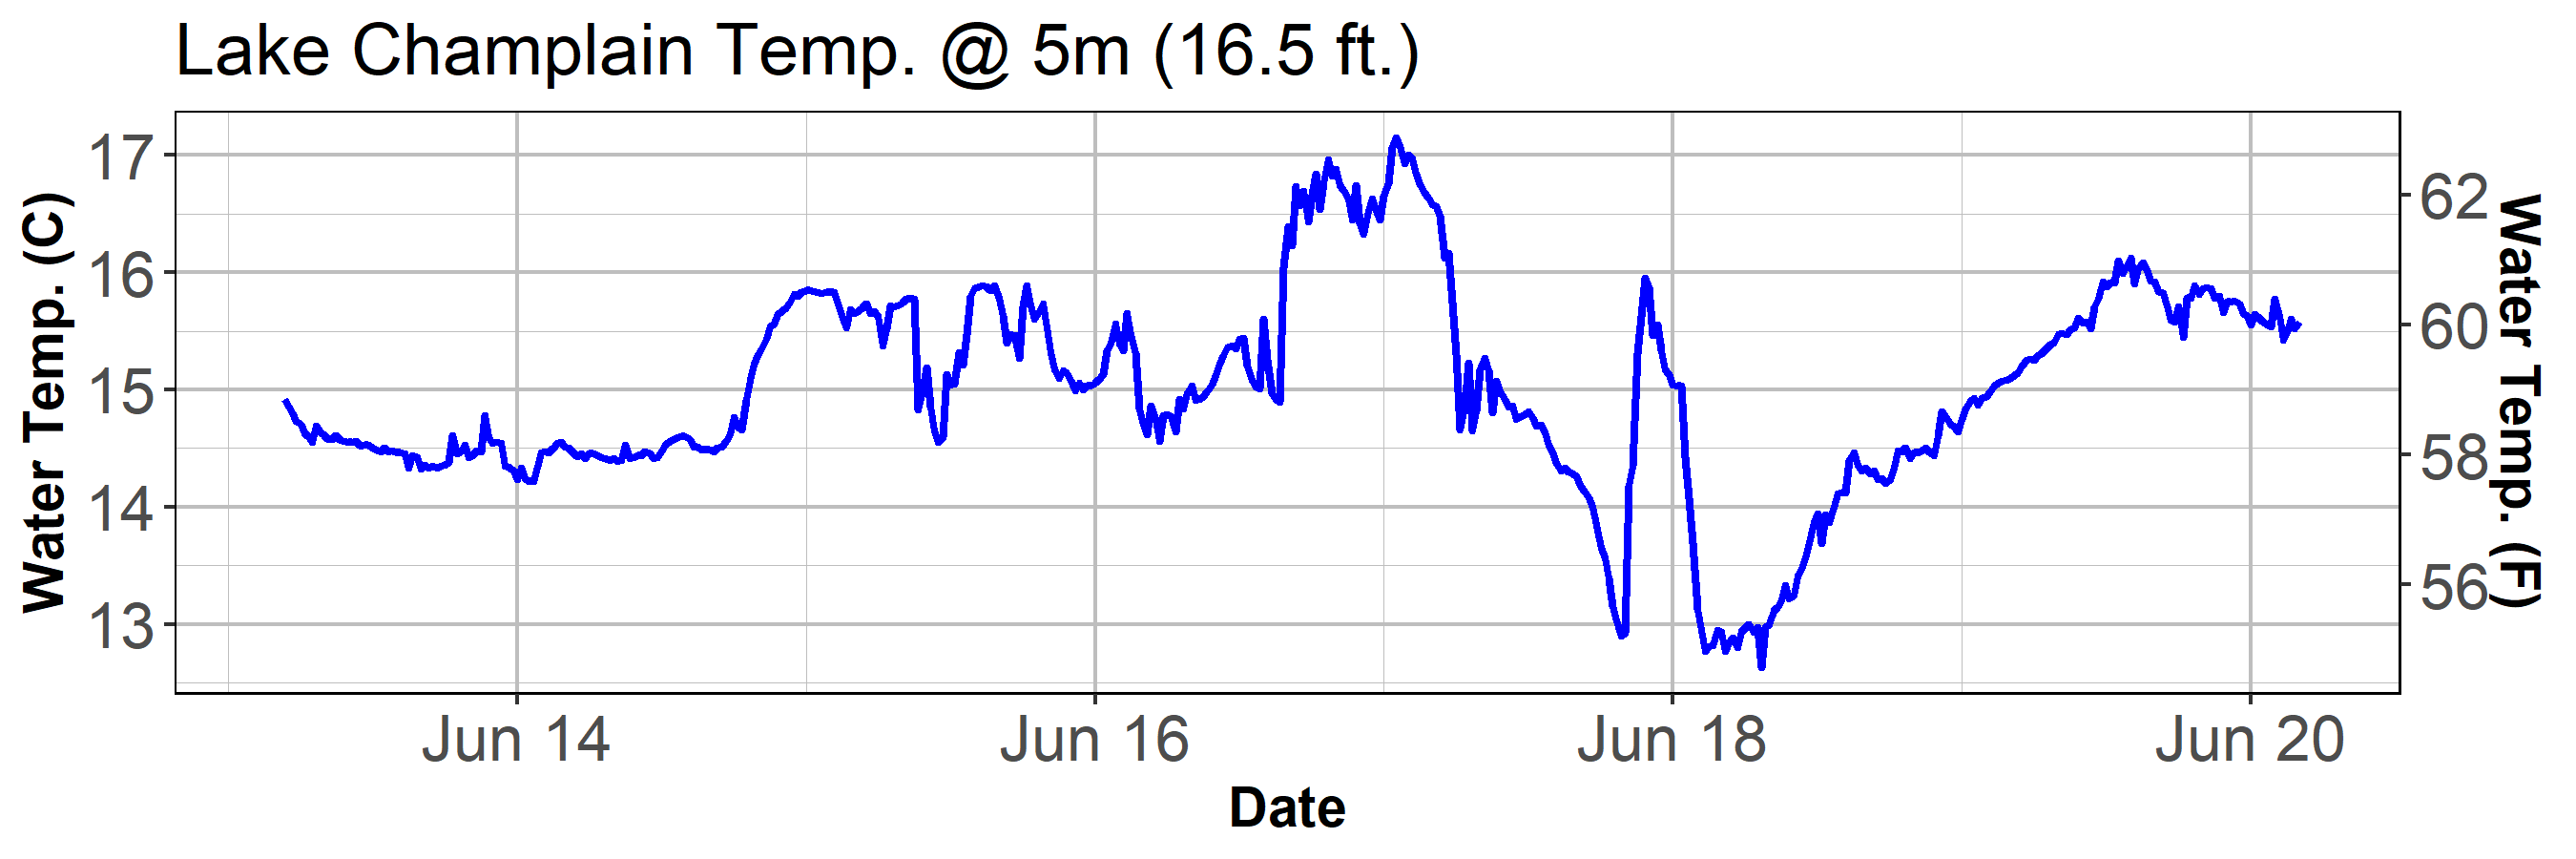 Lake Champlain Temp. @ 5m (16.5 ft.)
Water Temp. (C)
17
16
15
14
13
62
60
58
56
Water Temp. (F)
Jun 14 Jun 16 Jun 18 Jun 20
Date